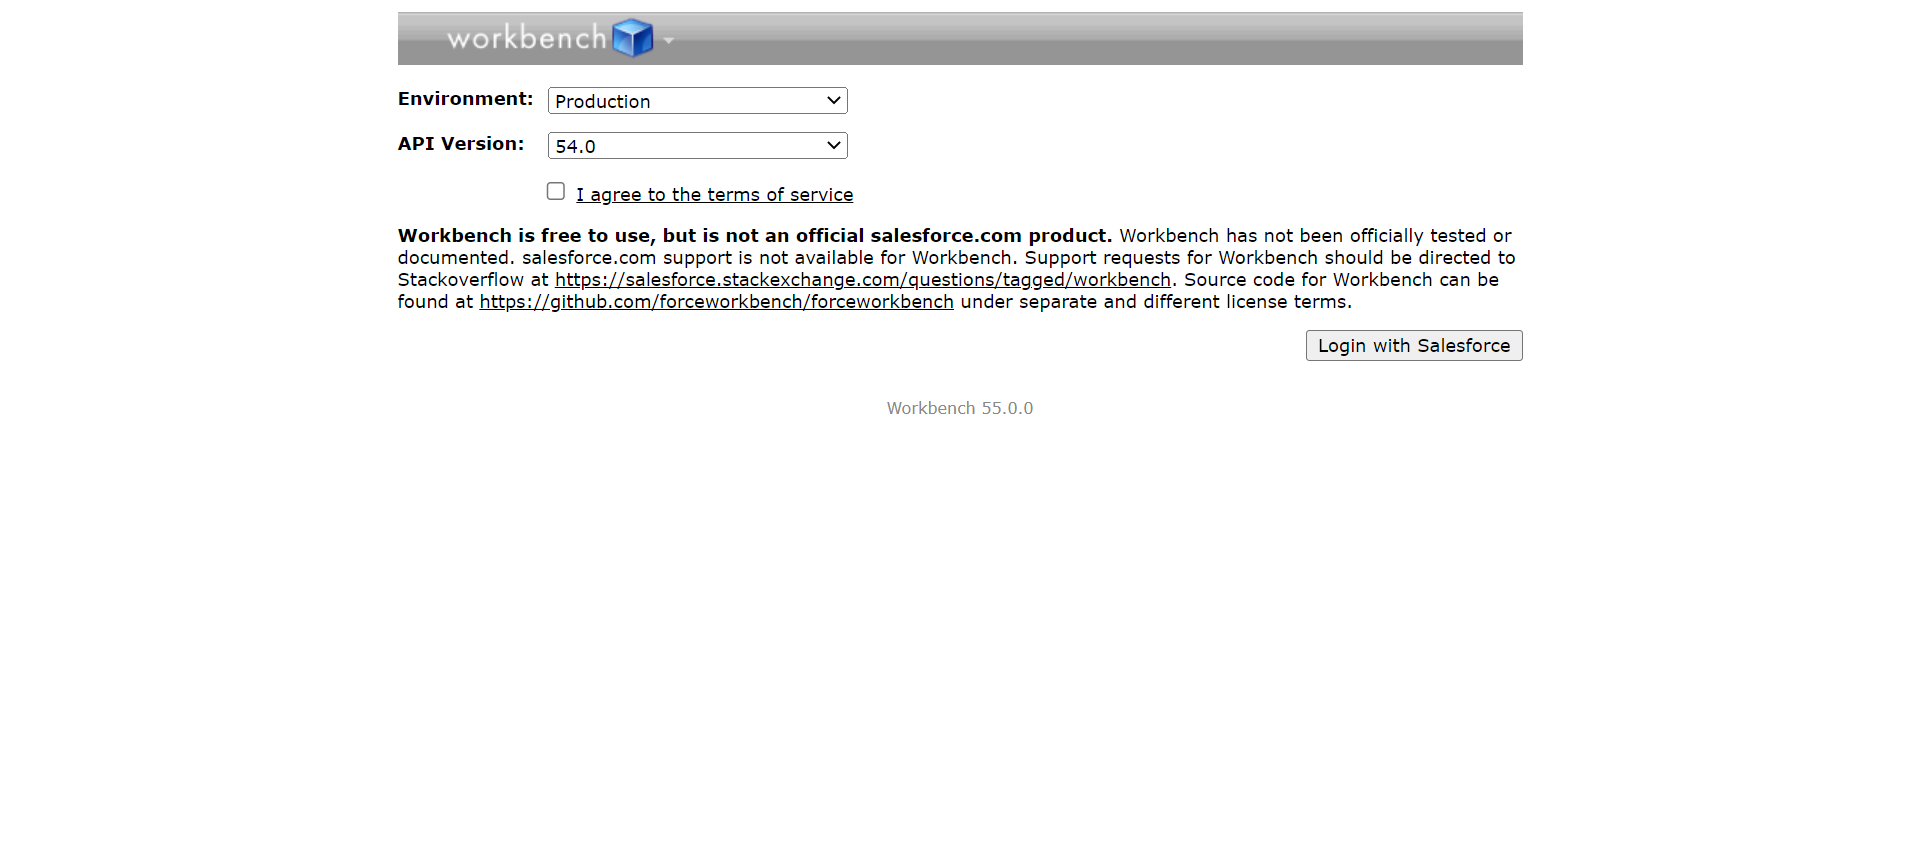 workbench
Environment: Production
API Version: 54.0
I agree to the terms of service
Workbench is free to use, but is not an official salesforce.com product. Workbench has not been officially tested or
documented. salesforce.com support is not available for Workbench. Support requests for Workbench should be directed to
Stackoverflow at https://salesforce.stackexchange.com/questions/tagged/workbench. Source code for Workbench can be
found at https://github.com/forceworkbench/forceworkbench under separate and different license terms.
Login with Salesforce
Workbench 55.0.0